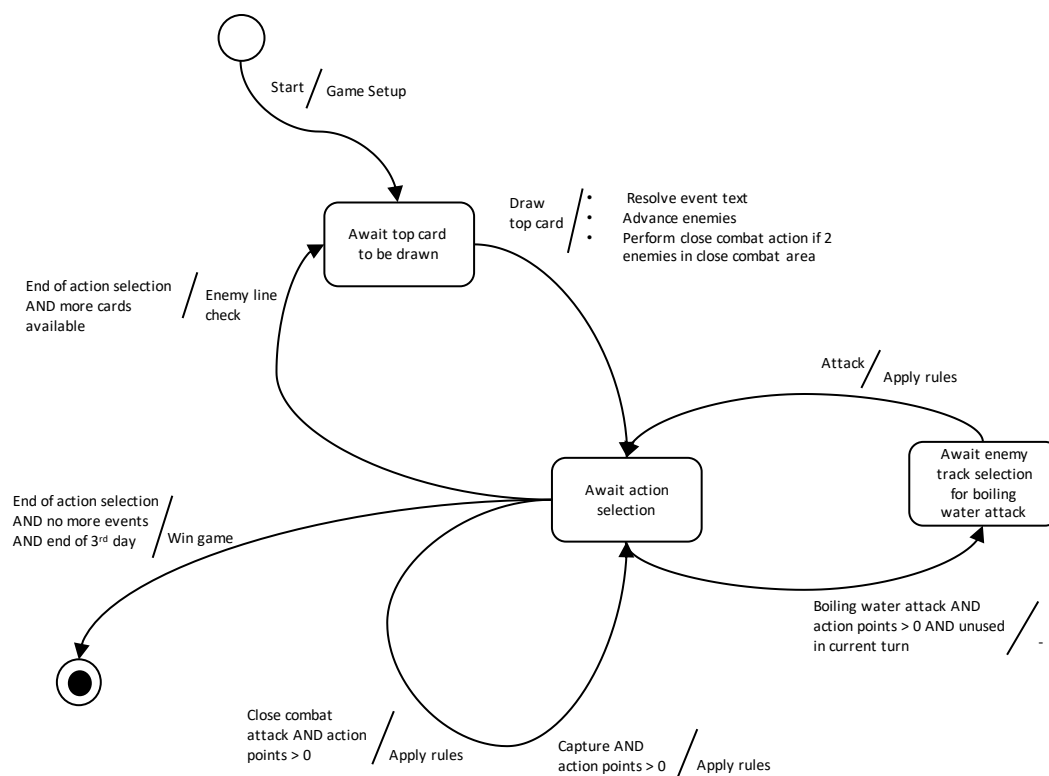 Start
Game Setup
Draw
top card
• Resolve event text
• Advance enemies
• Perform close combat action if 2
enemies in close combat area
Await top card
to be drawn
End of action selection
AND more cards
available
Enemy line
check
Attack
Apply rules
Await action
selection
Await enemy
track selection
for boiling
water attack
End of action selection
AND no more events
AND end of 3rd day
Win game
Boiling water attack AND
action points > 0 AND unused
in current turn
-
Close combat
attack AND action
points > 0
Apply rules
Capture AND
action points > 0
Apply rules